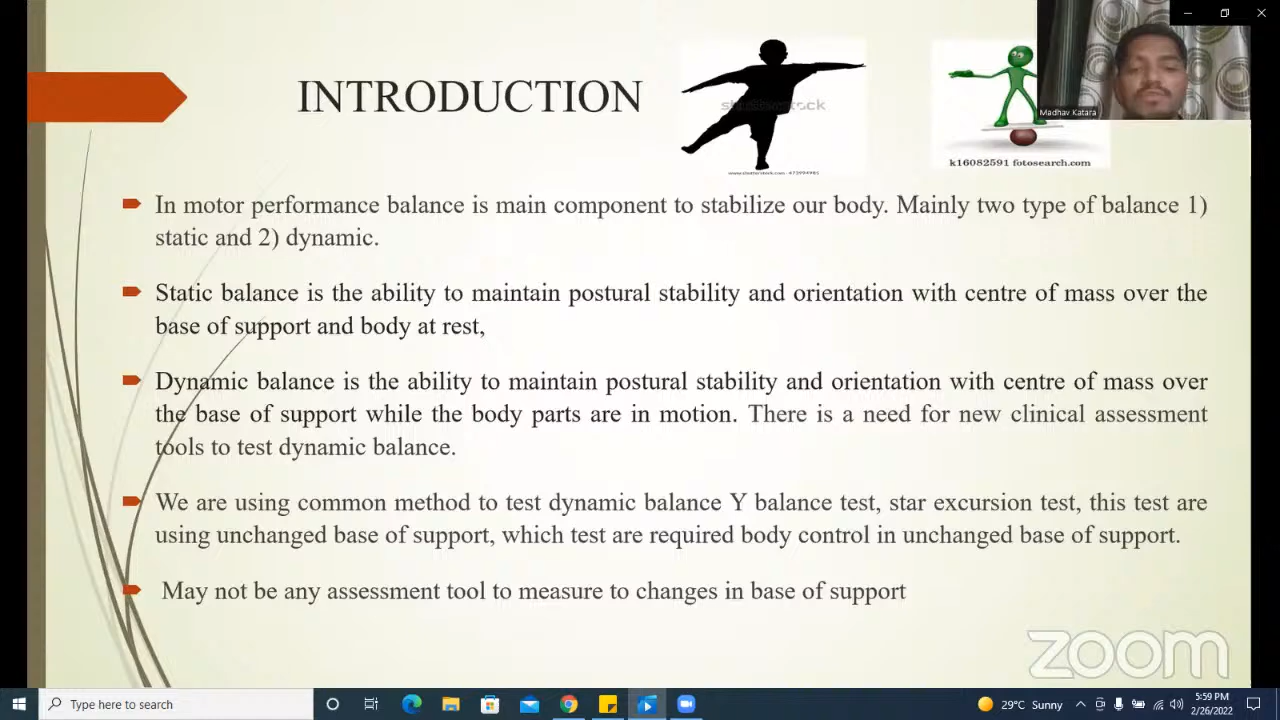 INTRODUCTION
shutterstock
www.shutterstock.com · 473994985
k16082591 fotosearch.com
Madhav Katara
In motor performance balance is main component to stabilize our body. Mainly two type of balance 1)
static and 2) dynamic.
Static balance is the ability to maintain postural stability and orientation with centre of mass over the
base of support and body at rest,
Dynamic balance is the ability to maintain postural stability and orientation with centre of mass over
the base of support while the body parts are in motion. There is a need for new clinical assessment
tools to test dynamic balance.
We are using common method to test dynamic balance Y balance test, star excursion test, this test are
using unchanged base of support, which test are required body control in unchanged base of support.
May not be any assessment tool to measure to changes in base of support
zoom
Type here to search
29°C Sunny
5:59 PM
2/26/2022